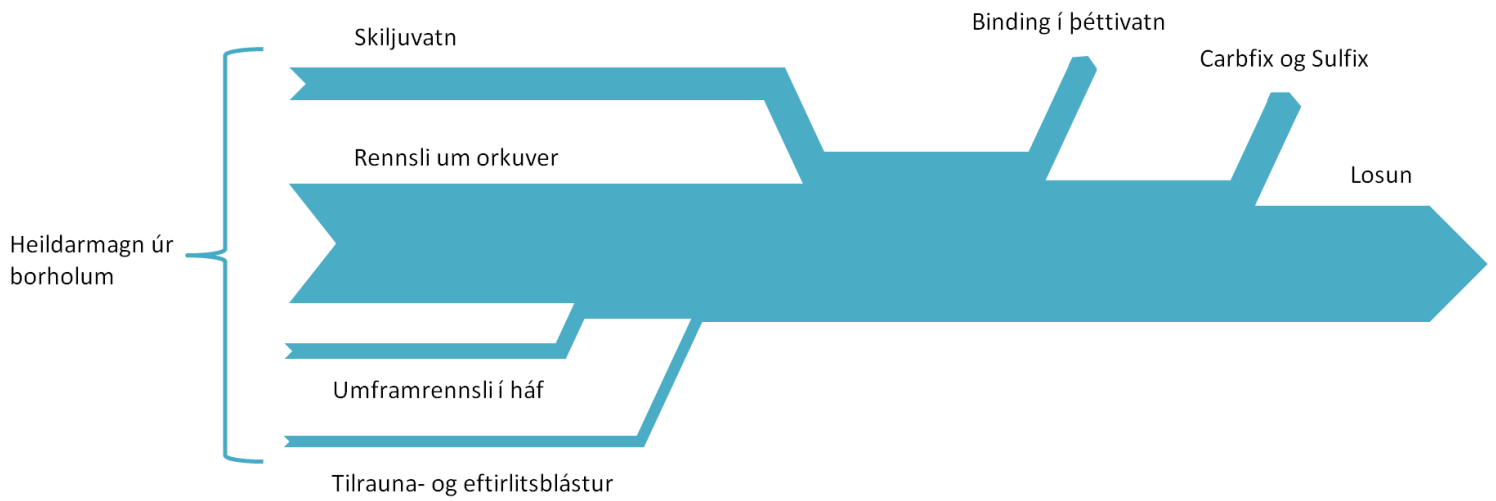 Skiljuvatn
Binding í þéttivatn
Carbfix og Sulfix
Rennsli um orkuver
Losun
Heildarmagn úr
borholum
Umframrennsli í háf
Tilrauna- og eftirlitsblástur